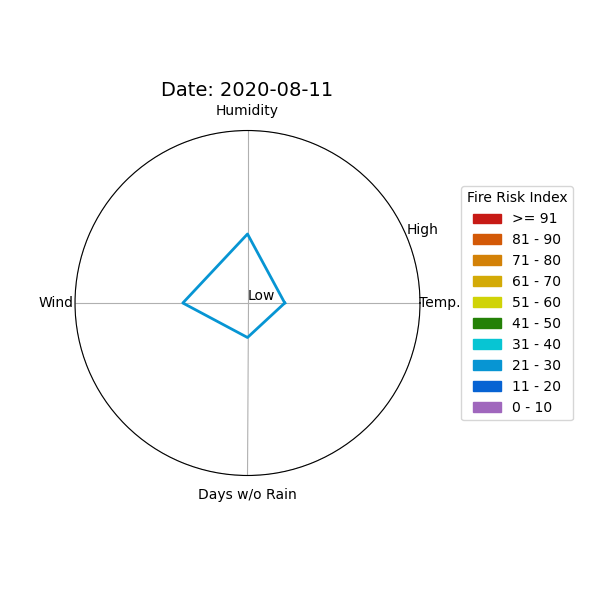 Date: 2020-08-11
Humidity
High
Low
Wind
Temp.
Days w/o Rain
Fire Risk Index
>= 91
81 - 90
71 - 80
61 - 70
51 - 60
41 - 50
31 - 40
21 - 30
11 - 20
0 - 10